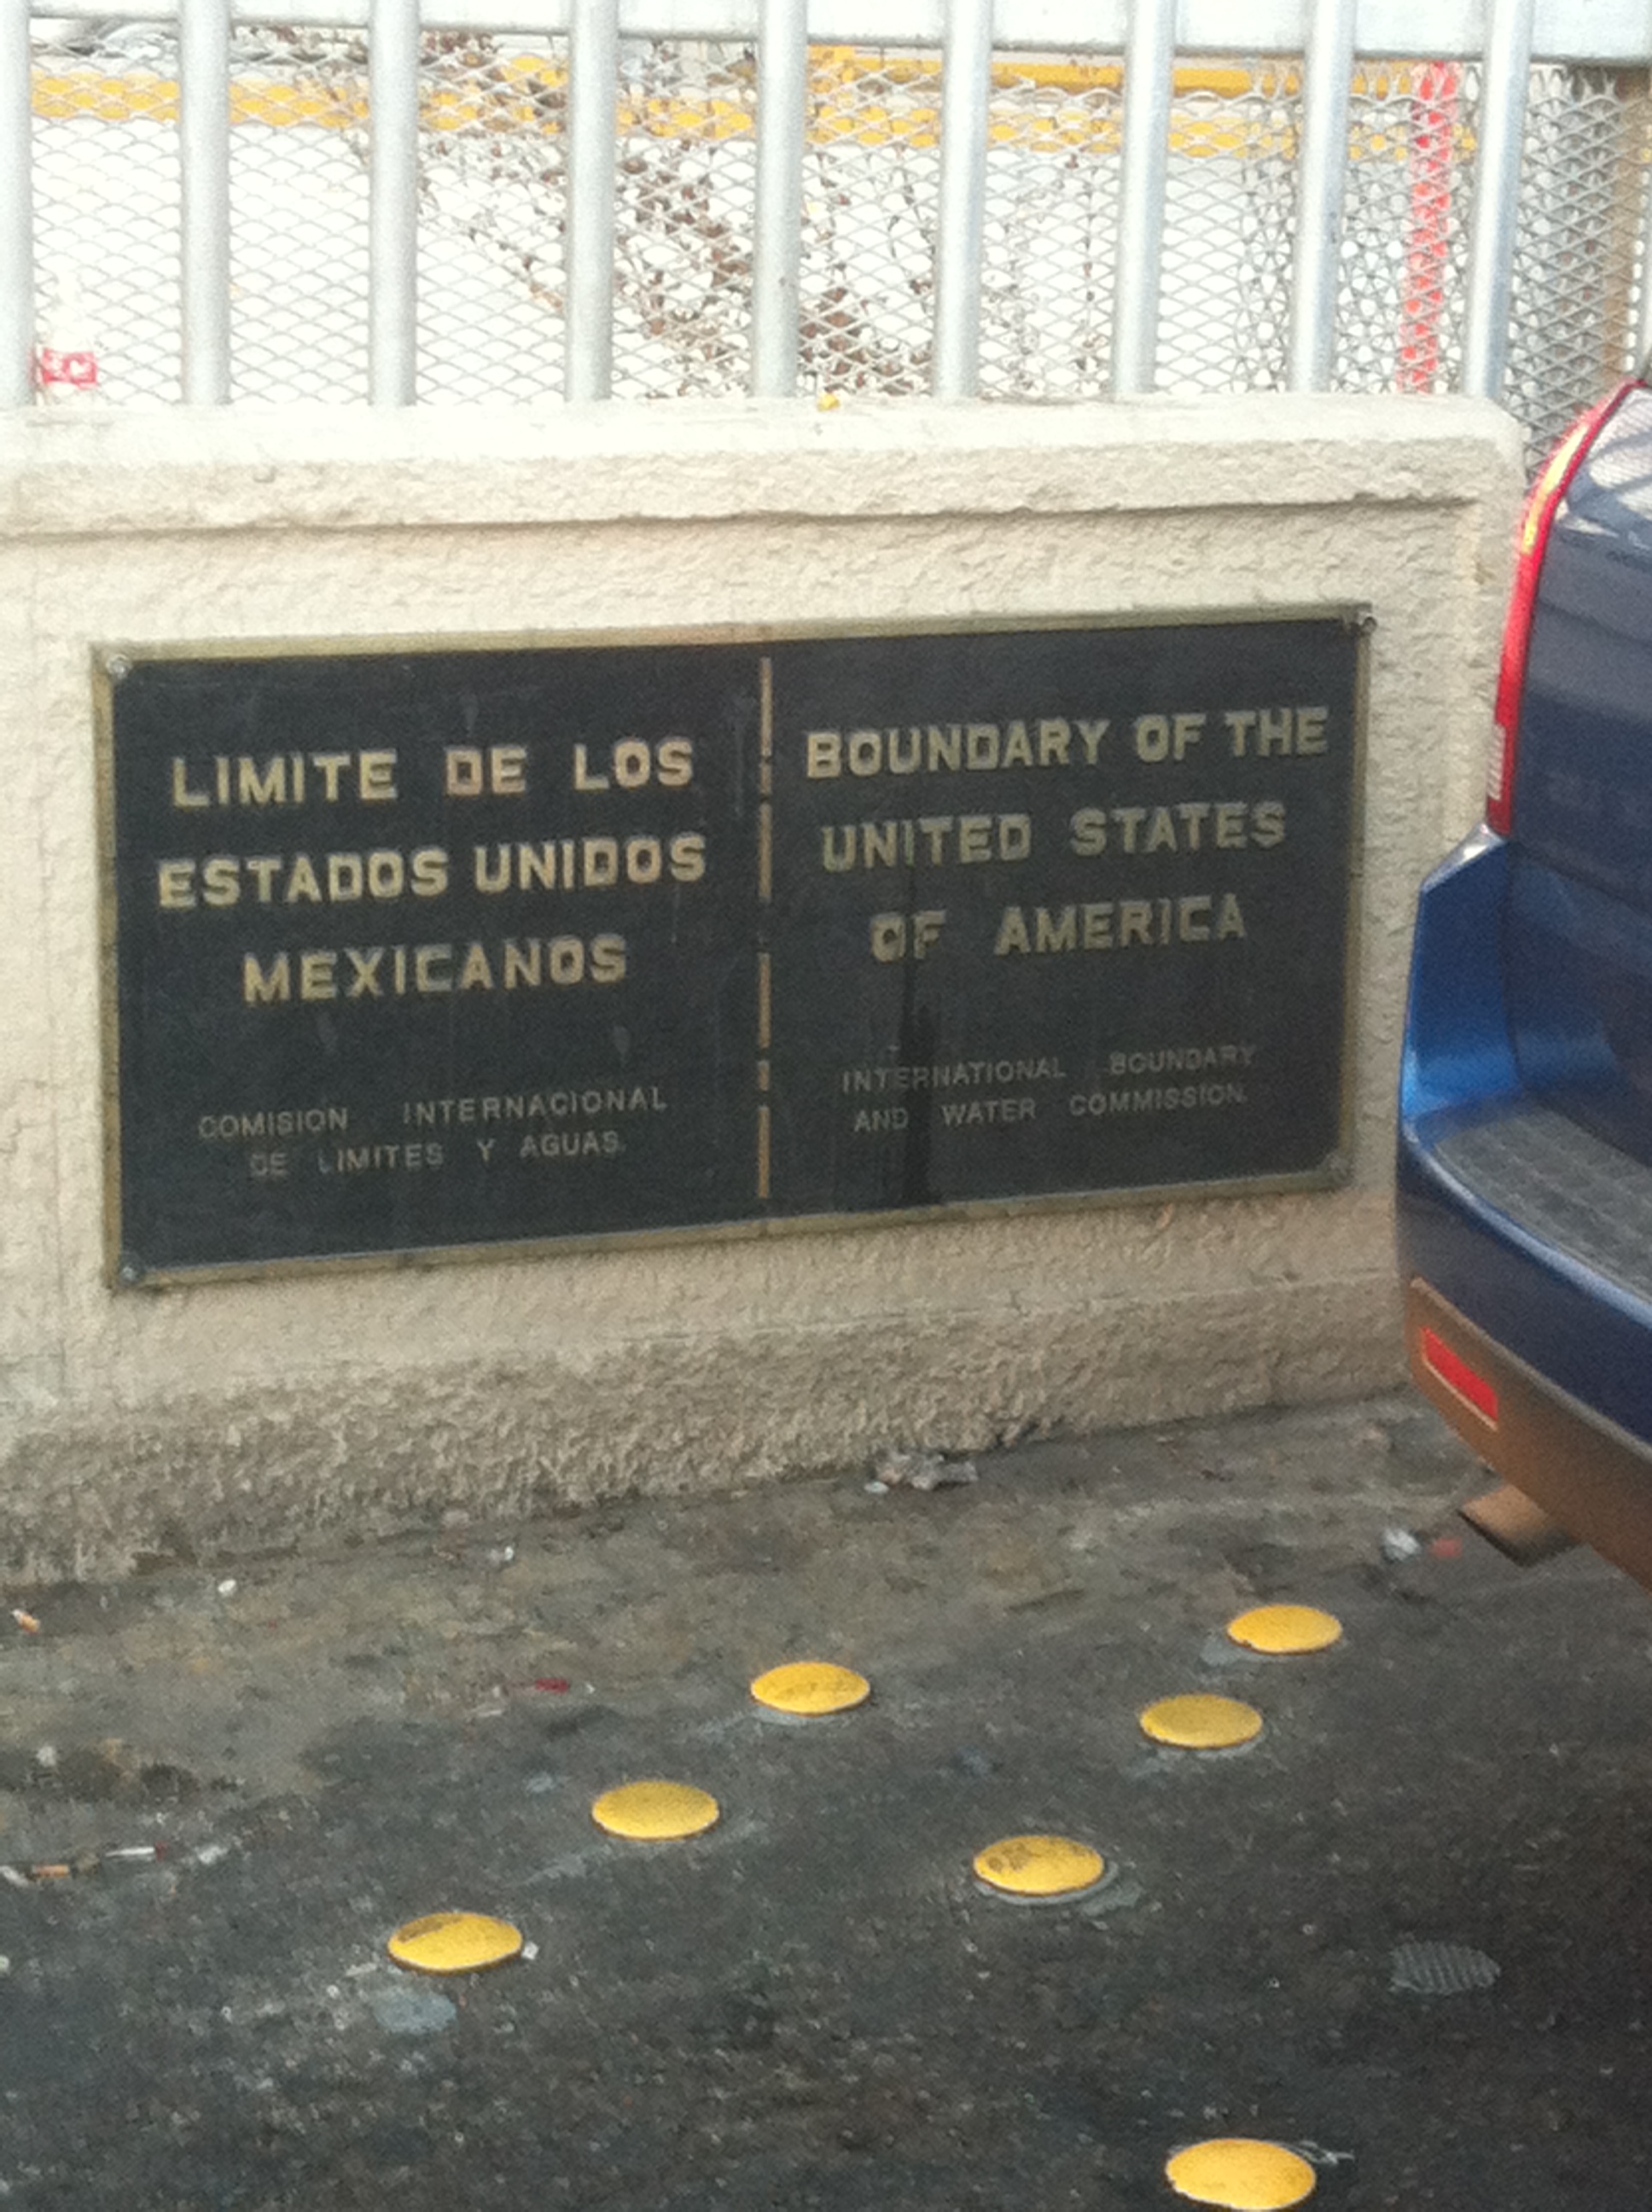 LIMITE DE LOS
ESTADOS UNIDOS
MEXICANOS
COMISION INTERNACIONAL
DE LIMITES Y AGUAS.
BOUNDARY OF THE
UNITED STATES
OF AMERICA
INTERNATIONAL BOUNDARY
AND WATER COMMISSION.